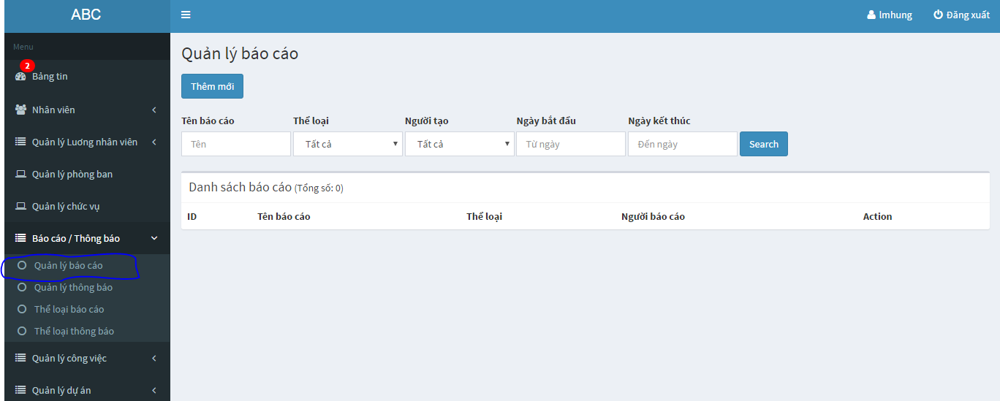 ABC
lmhung Đăng xuất
Menu
2
Bảng tin
Nhân viên
Quản lý Lương nhân viên
Quản lý phòng ban
Quản lý chức vụ
Báo cáo / Thông báo
Quản lý báo cáo
Quản lý thông báo
Thể loại báo cáo
Thể loại thông báo
Quản lý công việc
Quản lý dự án
Quản lý báo cáo
Thêm mới
Tên báo cáo Thể loại Người tạo Ngày bắt đầu Ngày kết thúc
Tên Tất cả Tất cả Từ ngày Đến ngày Search
Danh sách báo cáo (Tổng số: 0)
ID Tên báo cáo Thể loại Người báo cáo Action